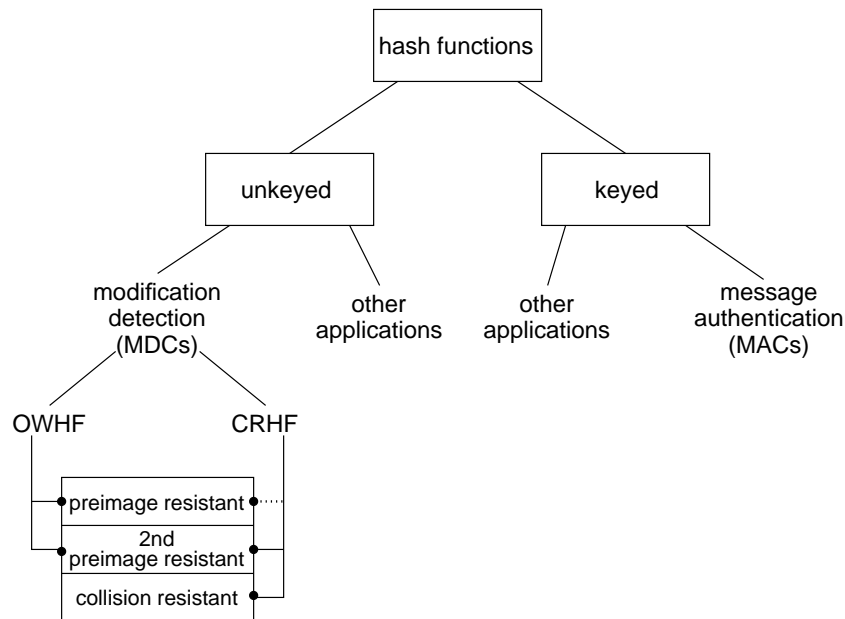 hash functions
unkeyed
keyed
modification
detection
(MDCs)
other
applications
other
applications
message
authentication
(MACs)
OWHF
CRHF
preimage resistant
2nd
preimage resistant
collision resistant